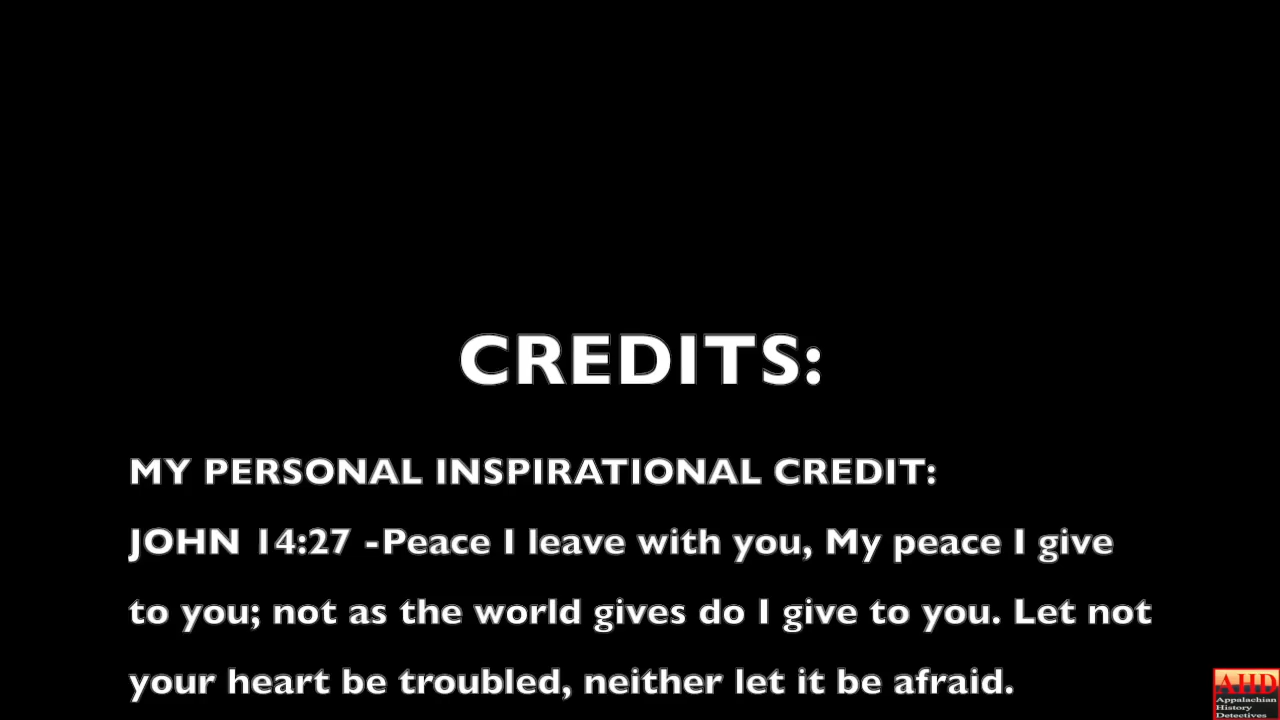 CREDITS:
MY PERSONAL INSPIRATIONAL CREDIT:
JOHN 14:27 -Peace I leave with you, My peace I give
to you; not as the world gives do I give to you. Let not
your heart be troubled, neither let it be afraid.
AHD
Appalachian
History
Detectives